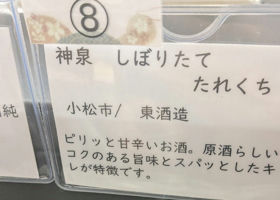 ⑧
神泉 しぼりたて
たれくち
小松市/ 東酒造
ピリッと甘辛いお酒。原酒らしい
コクのある旨味とスパッとしたキ
レが特徴です。
純